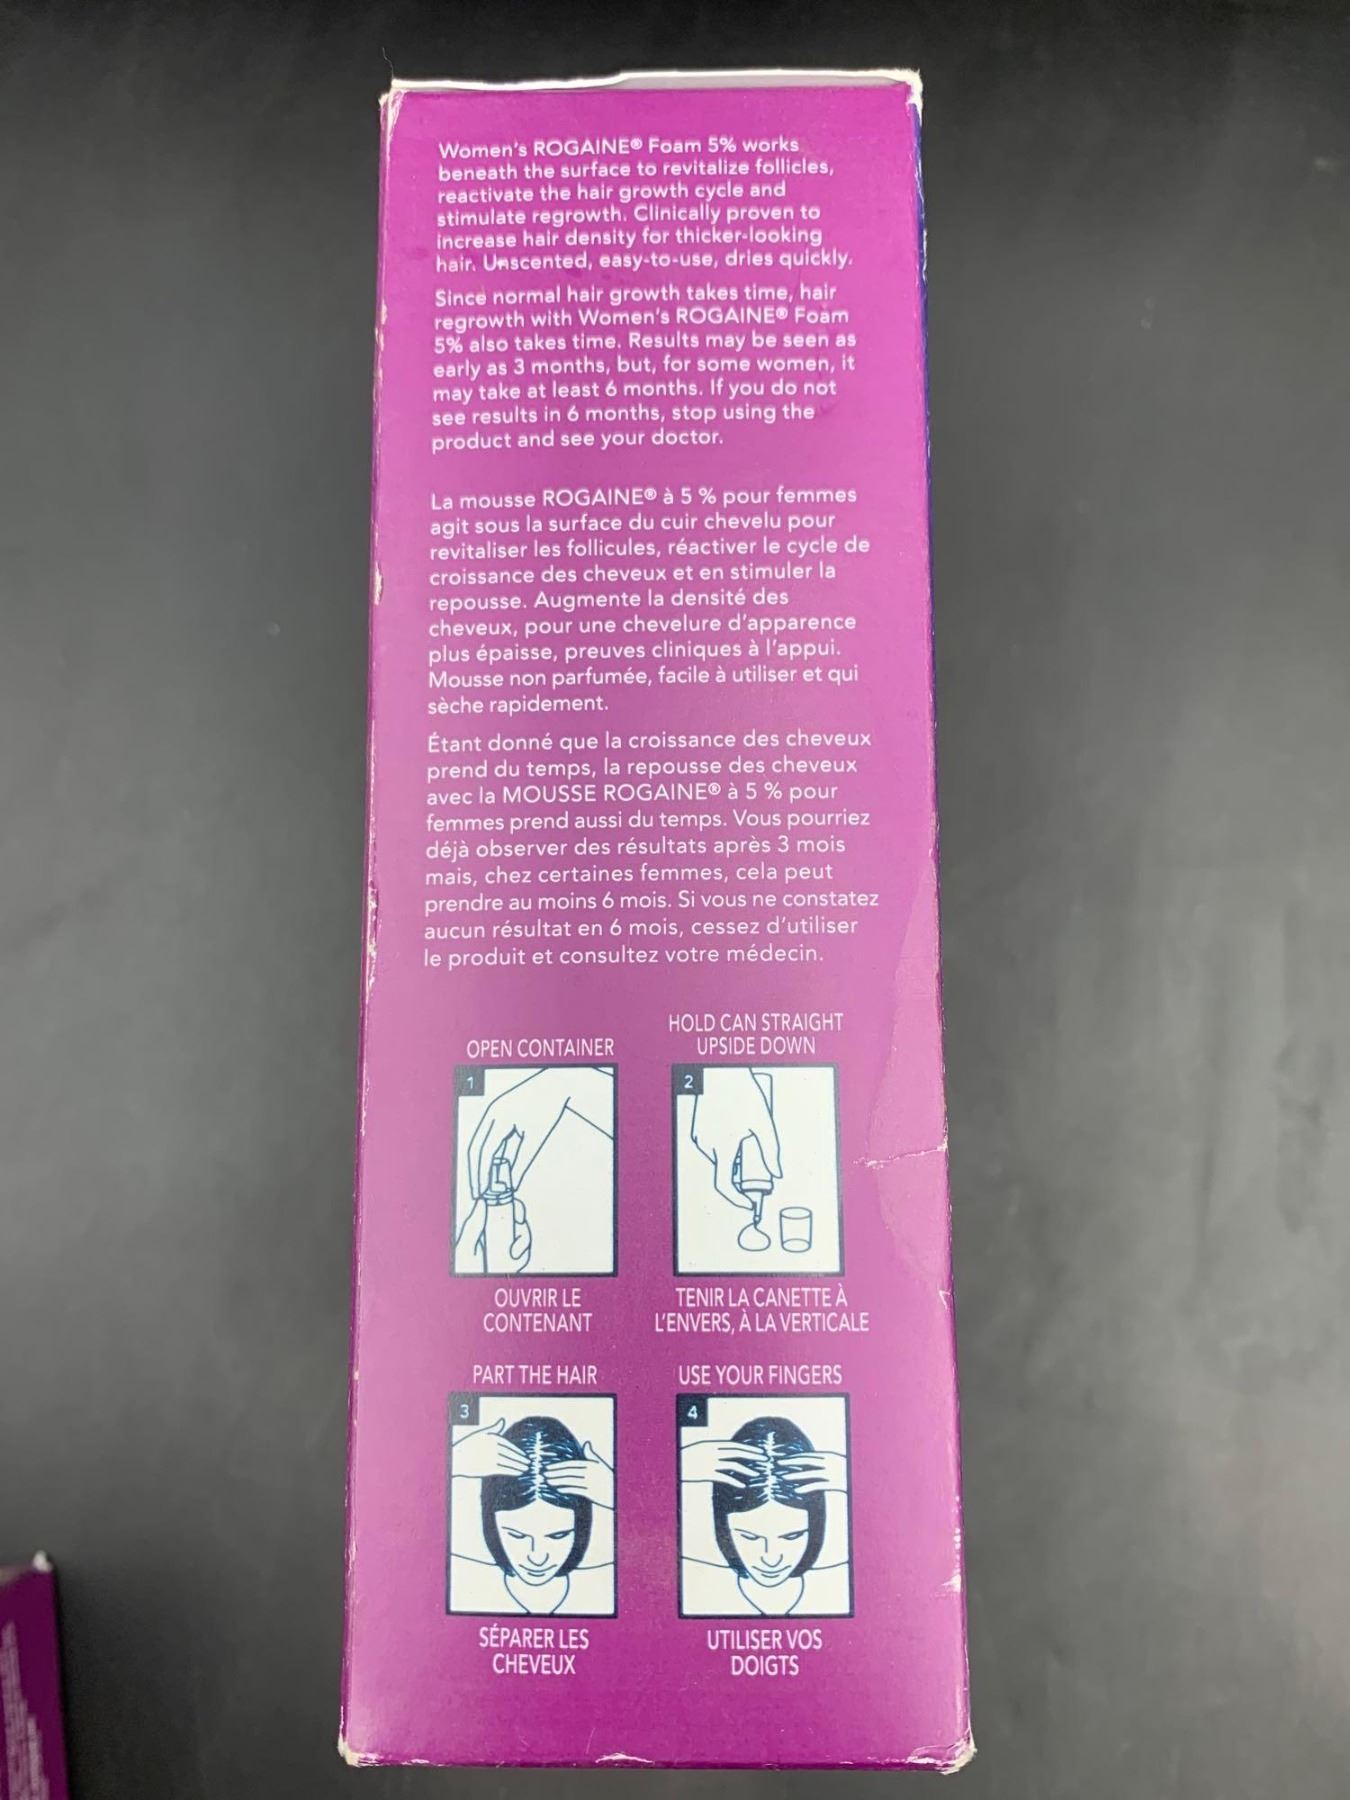 Women's ROGAINE® Foam 5% works
beneath the surface to revitalize follicles,
reactivate the hair growth cycle and
stimulate regrowth. Clinically proven to
increase hair density for thicker-looking
hair. Unscented, easy-to-use, dries quickly.
Since normal hair growth takes time, hair
regrowth with Women's ROGAINE® Foam
5% also takes time. Results may be seen as
early as 3 months, but, for some women, it
may take at least 6 months. If you do not
see results in 6 months, stop using the
product and see your doctor.
La mousse ROGAINE® à 5 % pour femmes
agit sous la surface du cuir chevelu pour
revitaliser les follicules, réactiver le cycle de
croissance des cheveux et en stimuler la
repousse. Augmente la densité des
cheveux, pour une chevelure d'apparence
plus épaisse, preuves cliniques à l'appui.
Mousse non parfumée, facile à utiliser et qui
sèche rapidement.
Étant donné que la croissance des cheveux
prend du temps, la repousse des cheveux
avec la MOUSSE ROGAINE® à 5 % pour
femmes prend aussi du temps. Vous pourriez
déjà observer des résultats après 3 mois
mais, chez certaines femmes, cela peut
prendre au moins 6 mois. Si vous ne constatez
aucun résultat en 6 mois, cessez d'utiliser
le produit et consultez votre médecin.
OPEN CONTAINER
1
OUVRIR LE
CONTENANT
HOLD CAN STRAIGHT
UPSIDE DOWN
2
TENIR LA CANETTE À
L'ENVERS, À LA VERTICALE
PART THE HAIR
3
SÉPARER LES
CHEVEUX
USE YOUR FINGERS
4
UTILISER VOS
DOIGTS